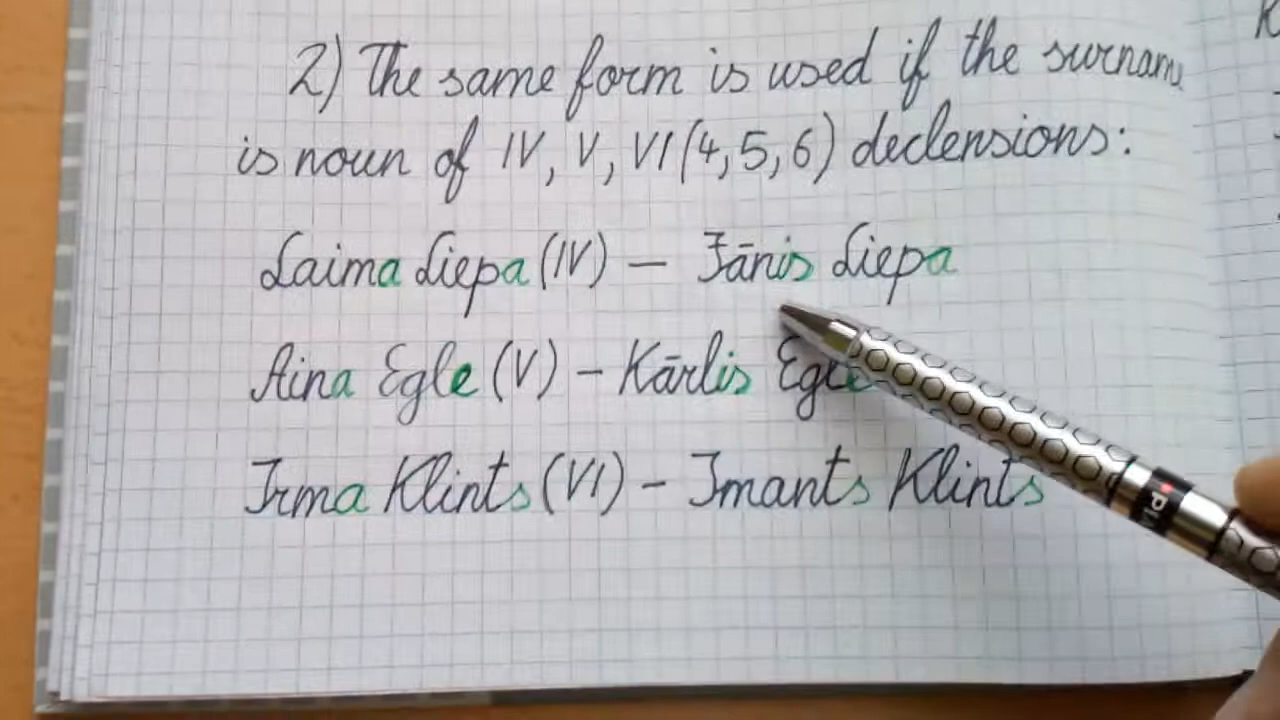 2) The same form is used if the surname
is noun of IV, V, VI (4, 5, 6) declensions:
Laima Liepa (IV) – Jānis Liepa
Aina Egle (V) – Kārlis Egle
Irma Klints (VI) – Imants Klints